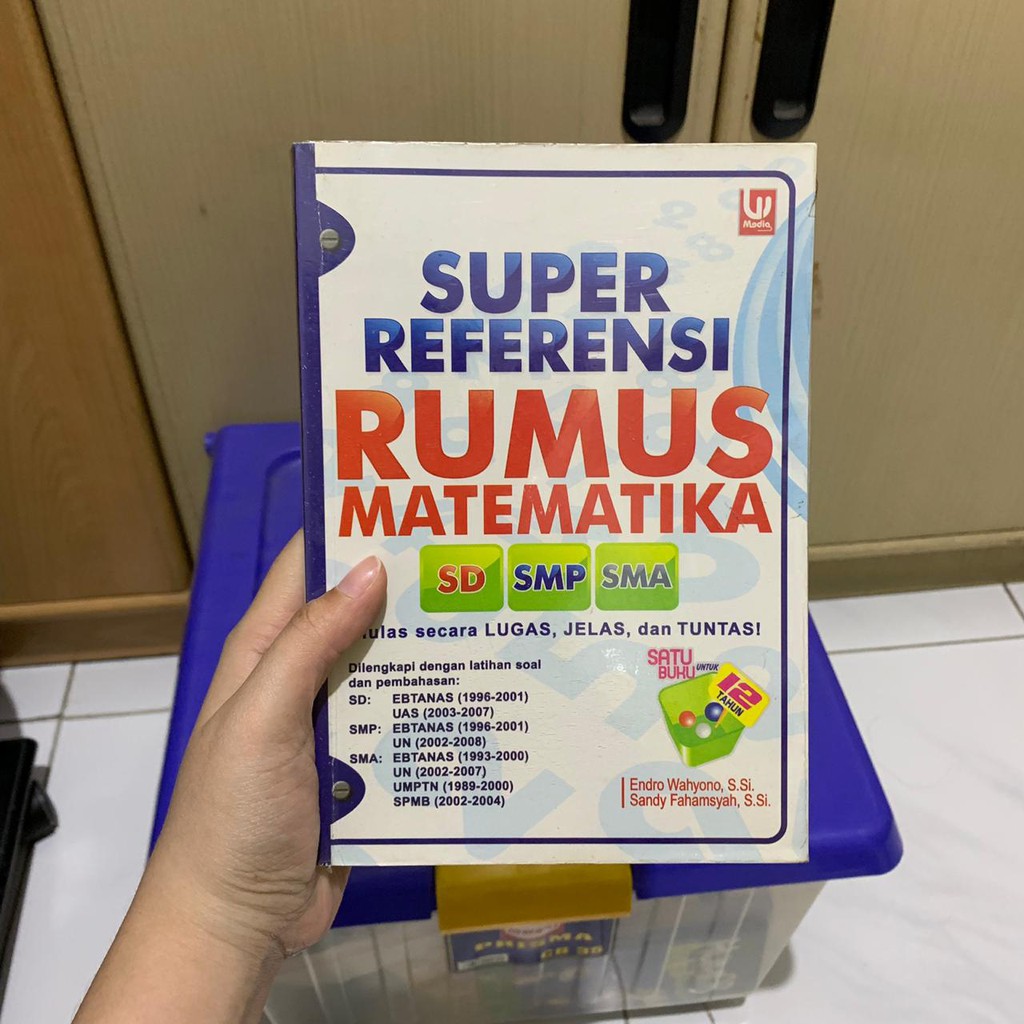 W
Media
SUPER
REFERENSI
RUMUS
MATEMATIKA
SD SMP SMA
ulas secara LUGAS, JELAS, dan TUNTAS!
Dilengkapi dengan latihan soal
dan pembahasan:
SD: EBTANAS (1996-2001)
UAS (2003-2007)
SMP: EBTANAS (1996-2001)
UN (2002-2008)
SMA: EBTANAS (1993-2000)
UN (2002-2007)
UMPTN (1989-2000)
SPMB (2002-2004)
SATU
BUKU UNTUK
12
TAHUN
Endro Wahyono, S.Si.
Sandy Fahamsyah, S.Si.
PRISMA
CB 35